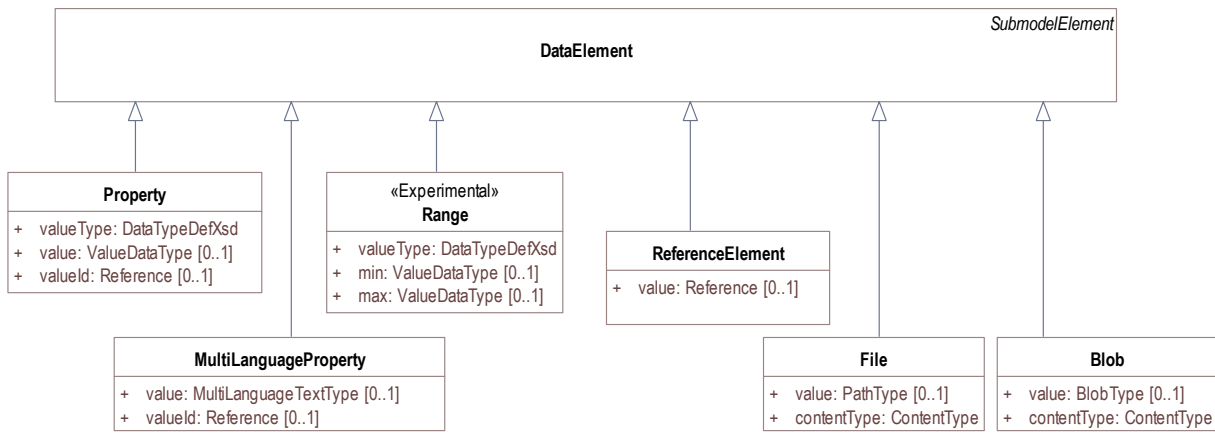 SubmodelElement
DataElement
Property
+ valueType: DataTypeDefXsd
+ value: ValueDataType [0..1]
+ valueId: Reference [0..1]
«Experimental»
Range
+ valueType: DataTypeDefXsd
+ min: ValueDataType [0..1]
+ max: ValueDataType [0..1]
ReferenceElement
+ value: Reference [0..1]
MultiLanguageProperty
+ value: MultiLanguageTextType [0..1]
+ valueId: Reference [0..1]
File
+ value: PathType [0..1]
+ contentType: ContentType
Blob
+ value: BlobType [0..1]
+ contentType: ContentType